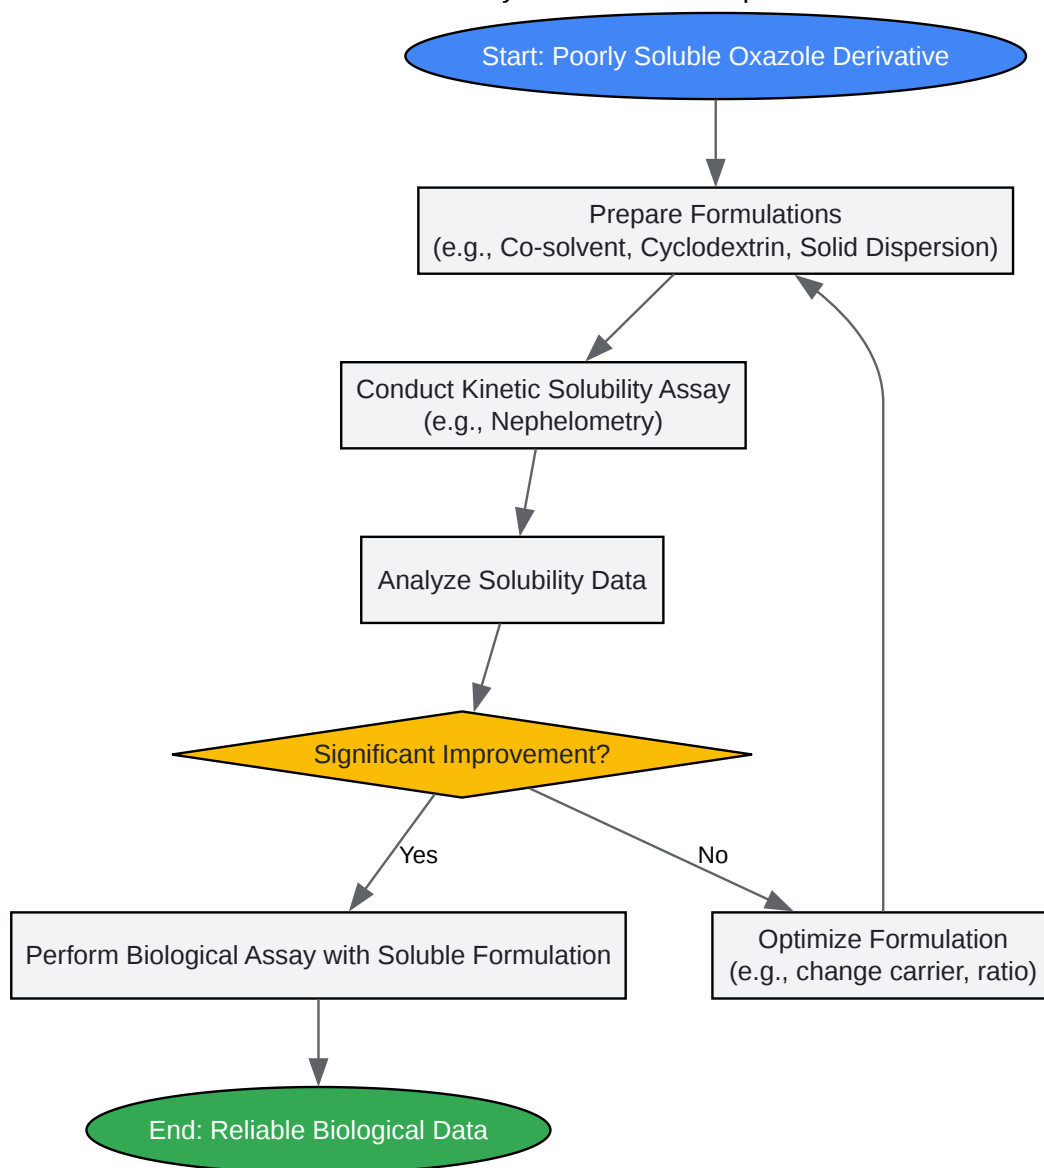 Start: Poorly Soluble Oxazole Derivative
Prepare Formulations
(e.g., Co-solvent, Cyclodextrin, Solid Dispersion)
Conduct Kinetic Solubility Assay
(e.g., Nephelometry)
Analyze Solubility Data
Significant Improvement?
Yes
No
Perform Biological Assay with Soluble Formulation
Optimize Formulation
(e.g., change carrier, ratio)
End: Reliable Biological Data